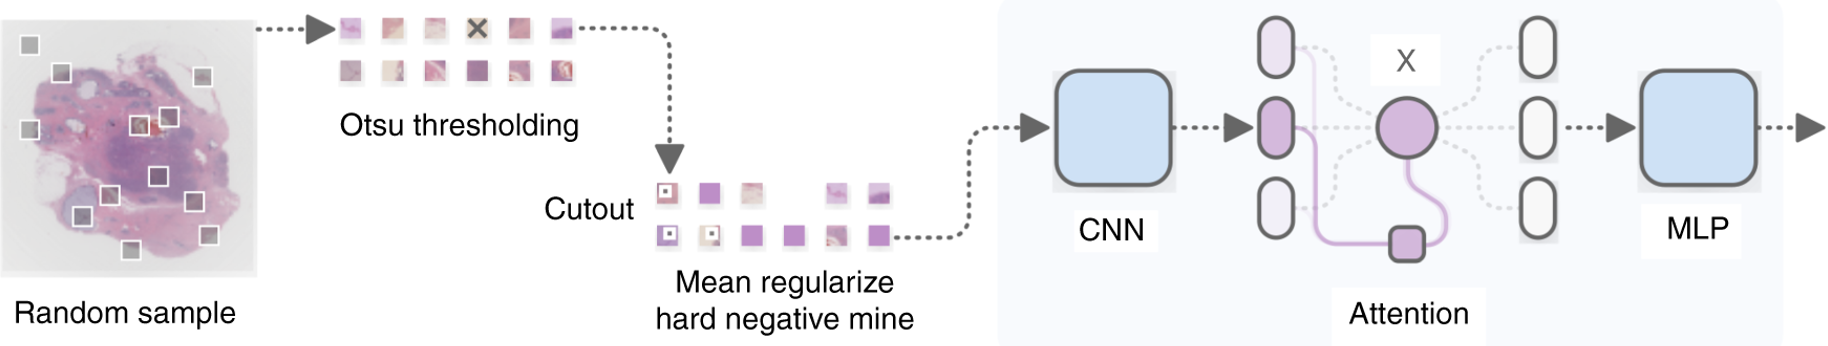 Random sample
Otsu thresholding
Cutout
Mean regularize
hard negative mine
CNN
X
Attention
MLP